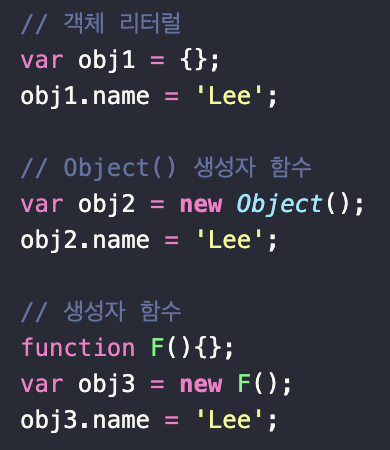 // 객체 리터럴
var obj1 = {};
obj1.name = 'Lee';
// Object() 생성자 함수
var obj2 = new Object();
obj2.name = 'Lee';
// 생성자 함수
function F(){};
var obj3 = new F();
obj3.name = 'Lee';